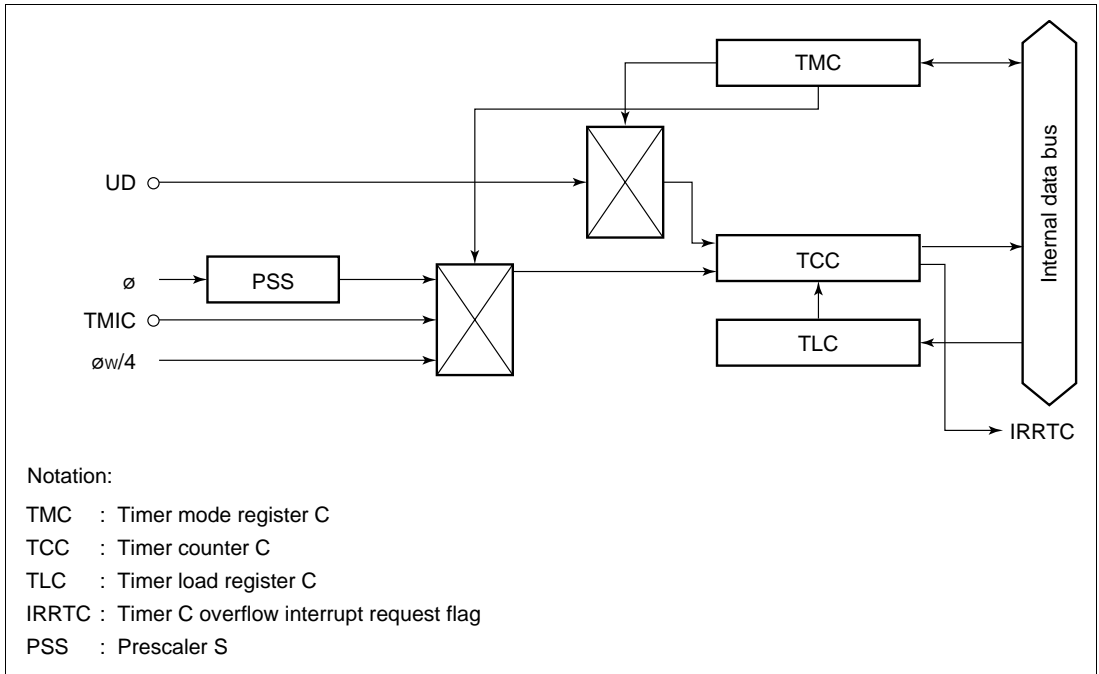 TMC
UD
TCC
ø
PSS
TMIC
TLC
øw/4
Internal data bus
IRRTC
Notation:
TMC : Timer mode register C
TCC : Timer counter C
TLC : Timer load register C
IRRTC : Timer C overflow interrupt request flag
PSS : Prescaler S